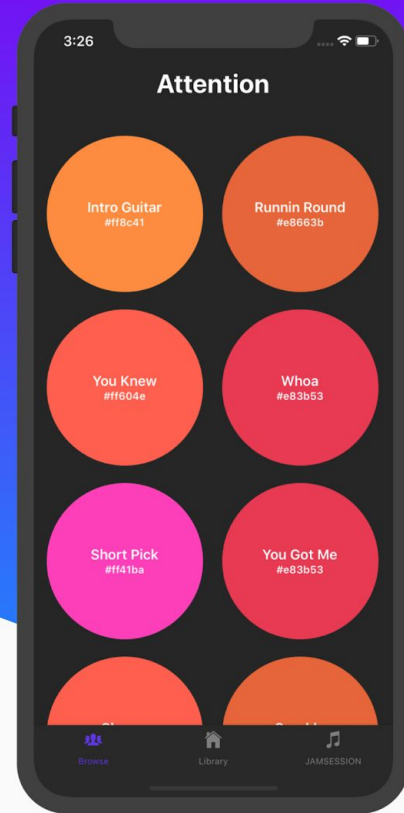 3:26
Attention
Intro Guitar
#ff8c41
Runnin Round
#e8663b
You Knew
#ff604e
Whoa
#e83b53
Short Pick
#ff41ba
You Got Me
#e83b53
Browse
Library
JAMSESSION